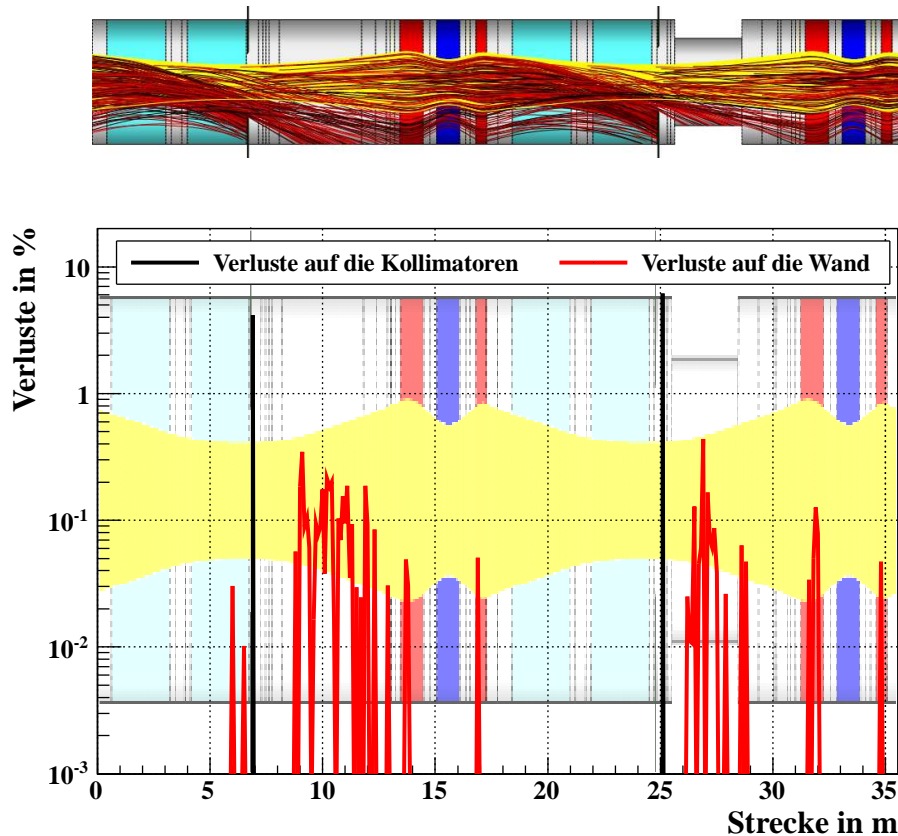 Verluste in %
Verluste auf die Kollimatoren Verluste auf die Wand
10
1
10^-1
10^-2
10^-3
0 5 10 15 20 25 30 35
Strecke in m